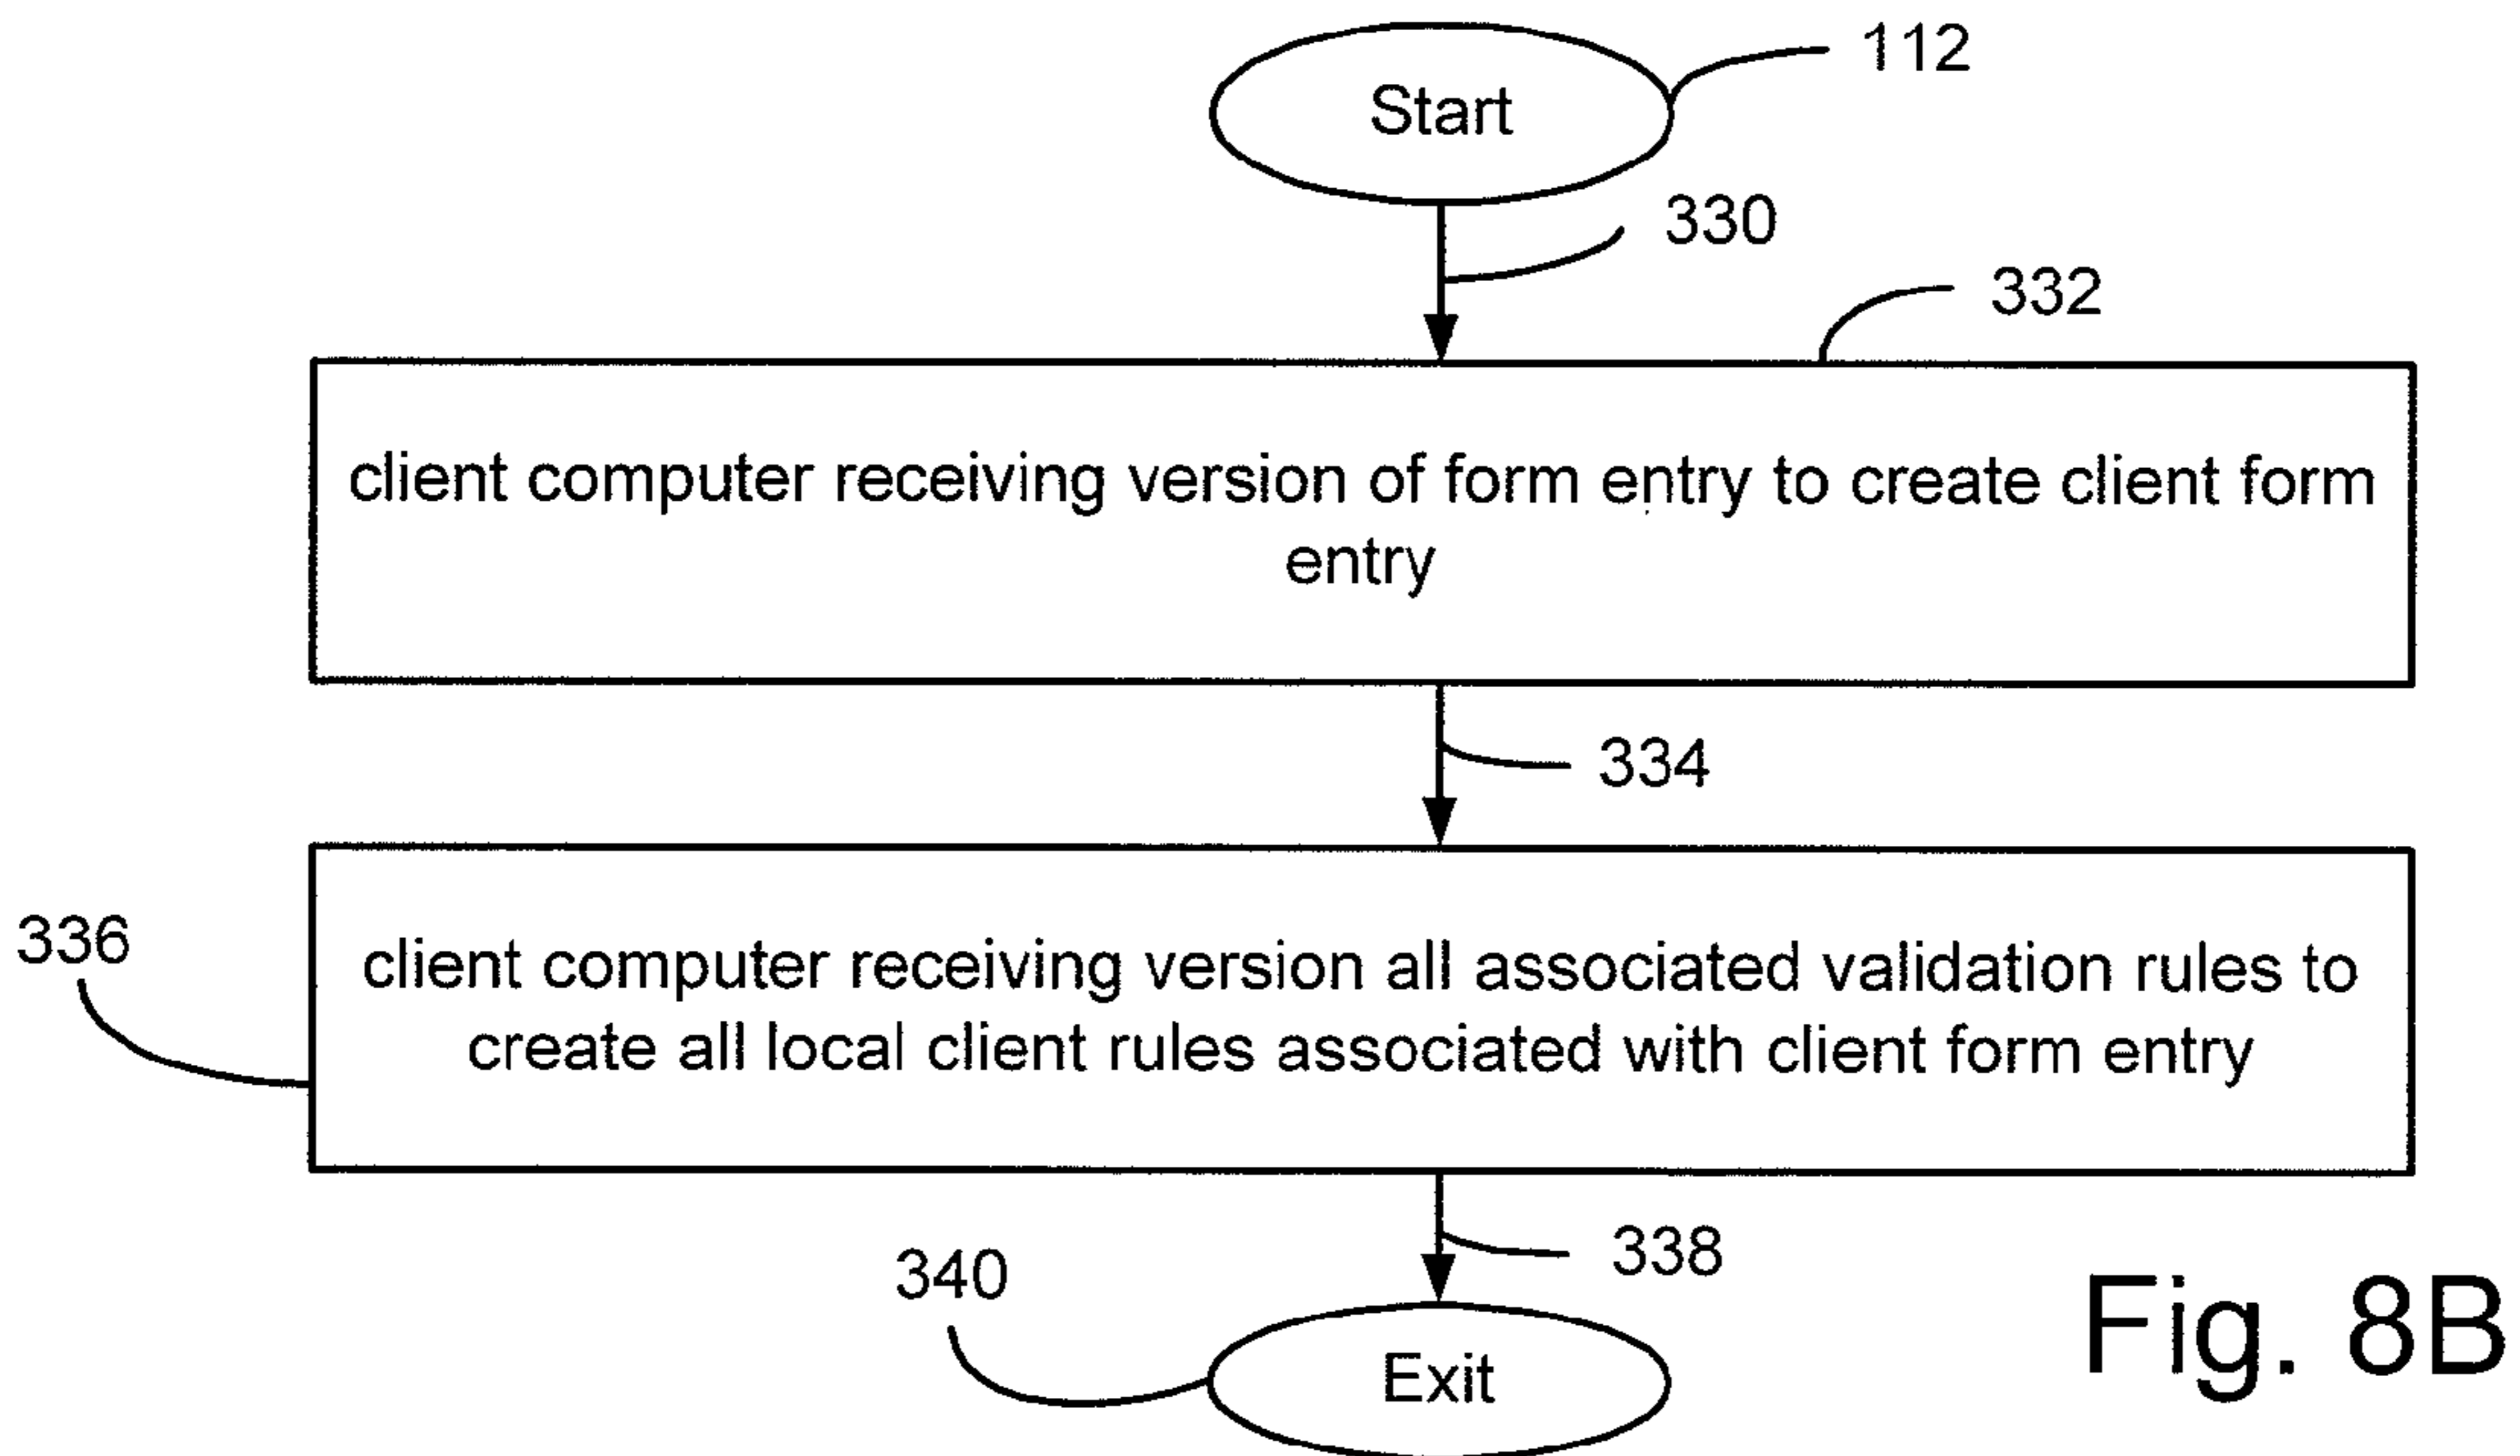 112
Start
330
332
client computer receiving version of form entry to create client form
entry
334
336
client computer receiving version all associated validation rules to
create all local client rules associated with client form entry
338
340
Exit
Fig. 8B